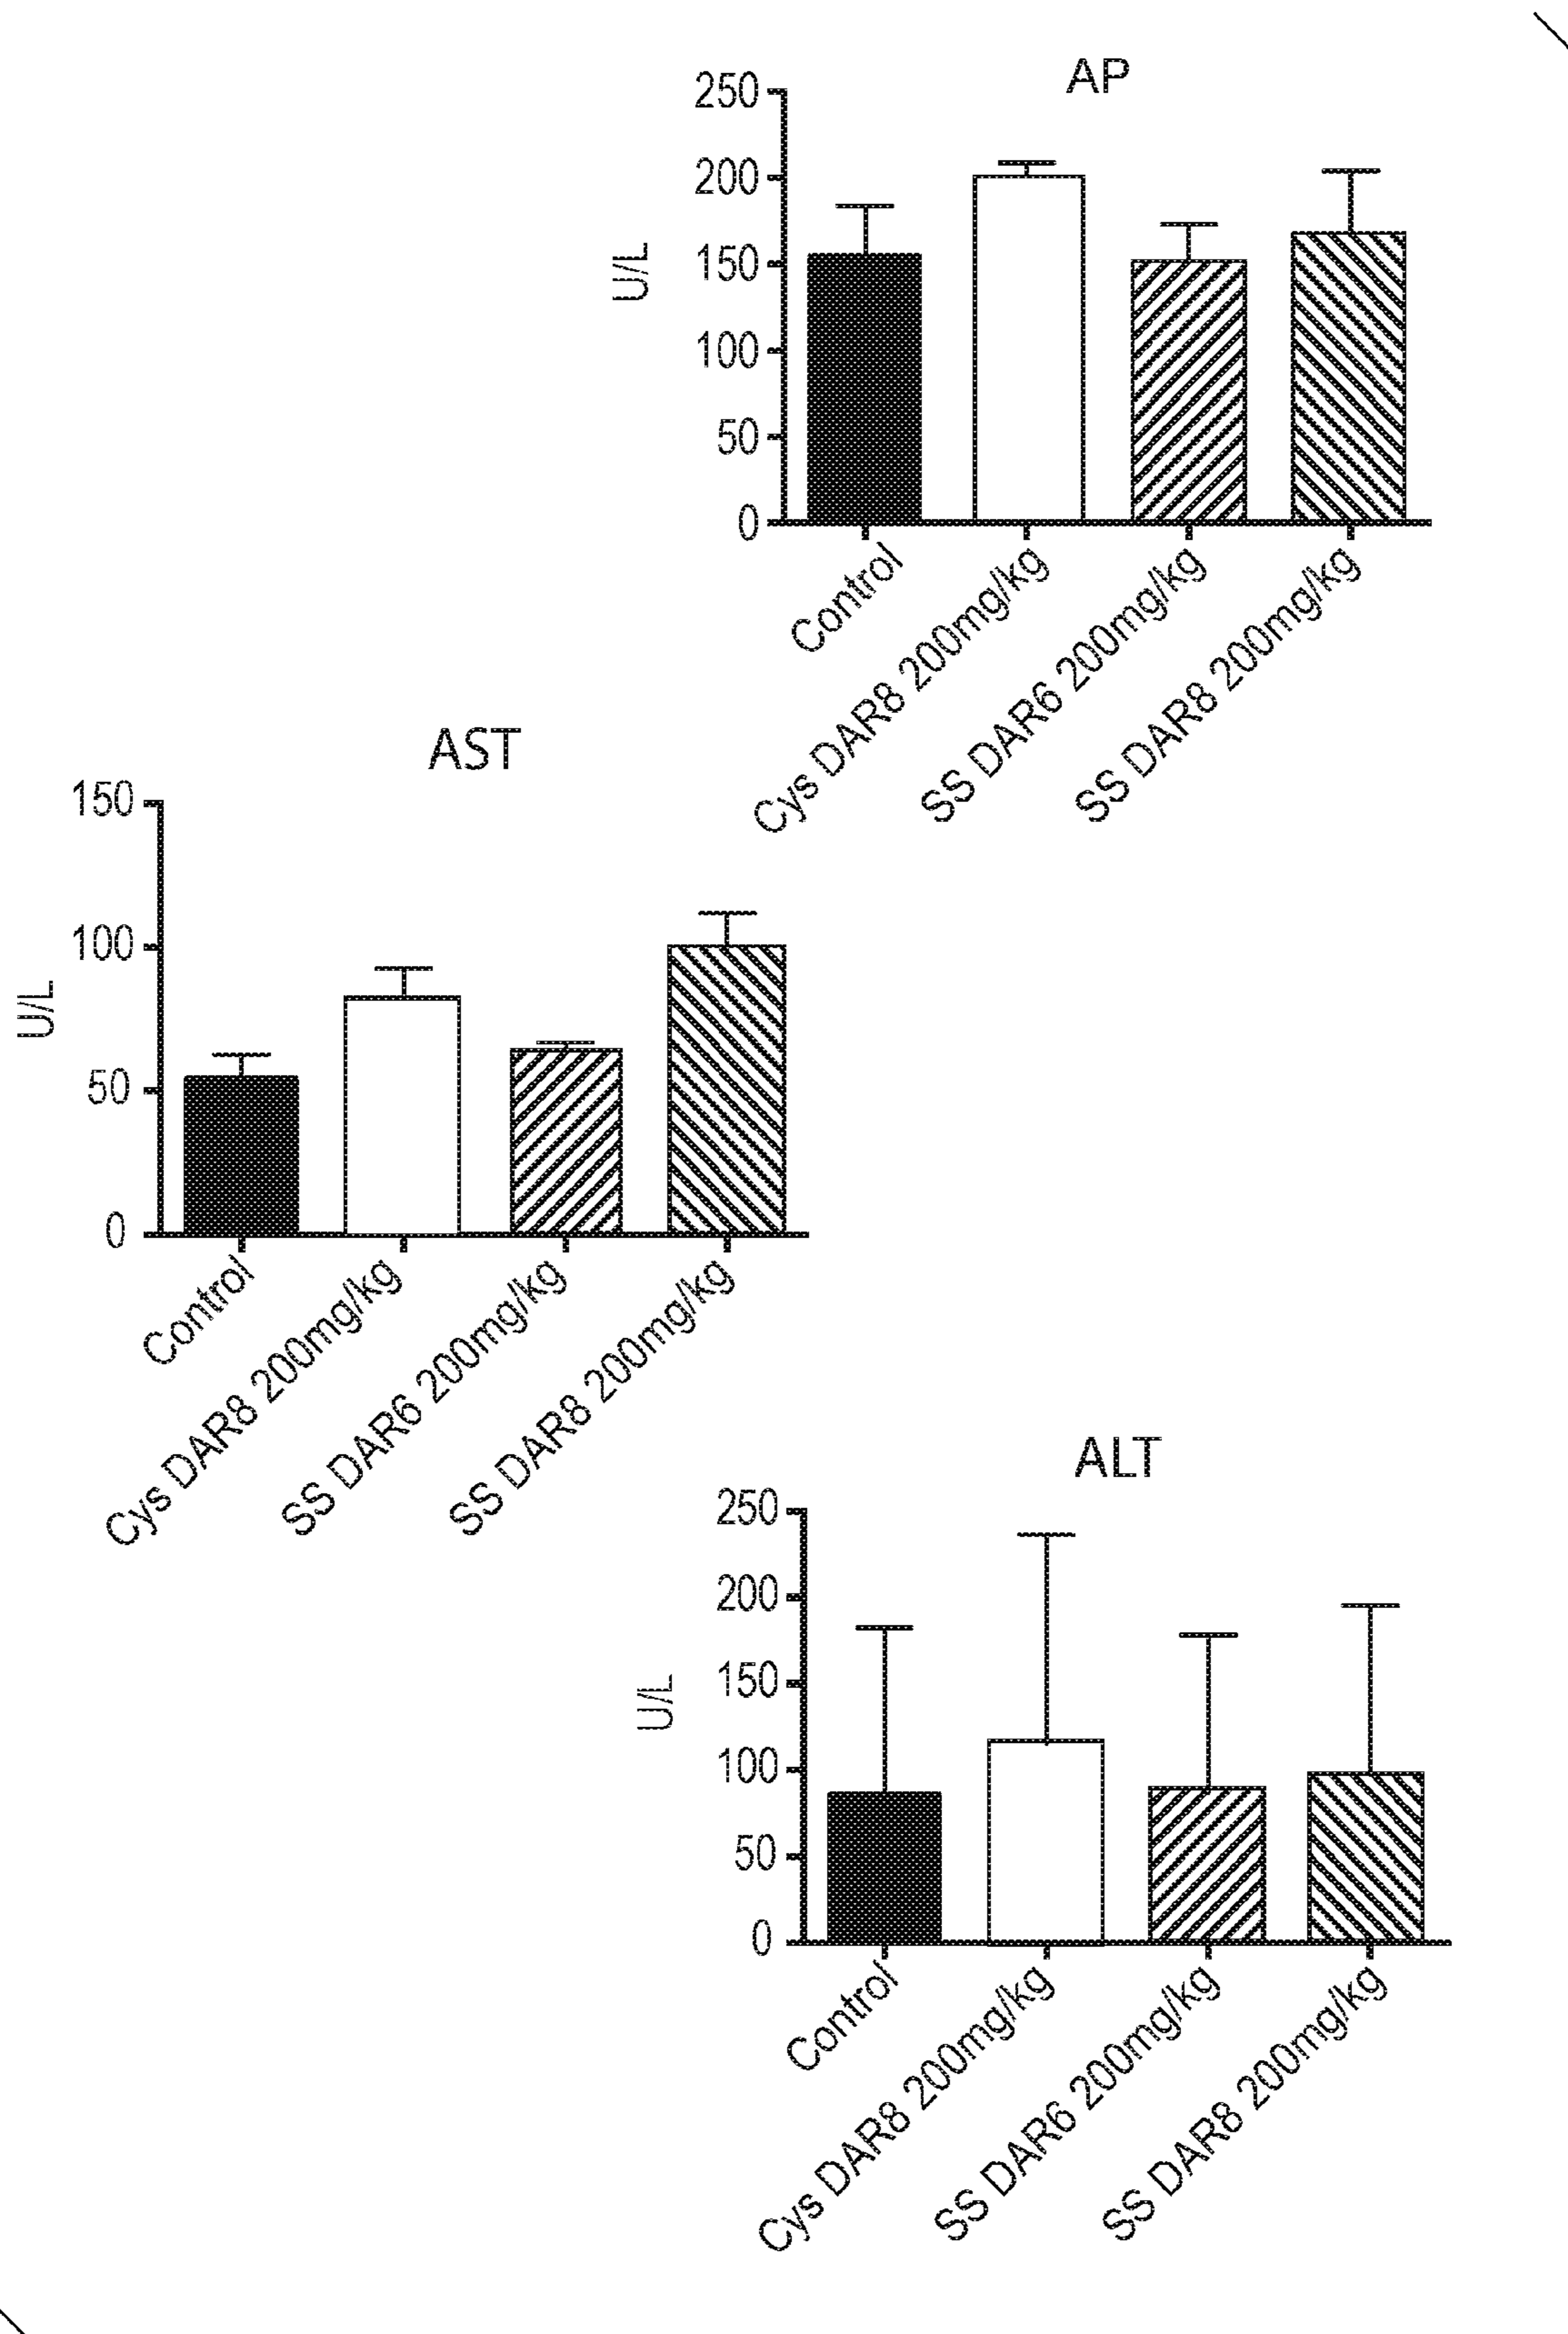 AP
250
200
150
100
50
0
U/L
Control
Cys DAR8 200mg/kg
SS DAR6 200mg/kg
SS DAR8 200mg/kg
AST
150
100
50
0
U/L
Control
Cys DAR8 200mg/kg
SS DAR6 200mg/kg
SS DAR8 200mg/kg
ALT
250
200
150
100
50
0
U/L
Control
Cys DAR8 200mg/kg
SS DAR6 200mg/kg
SS DAR8 200mg/kg